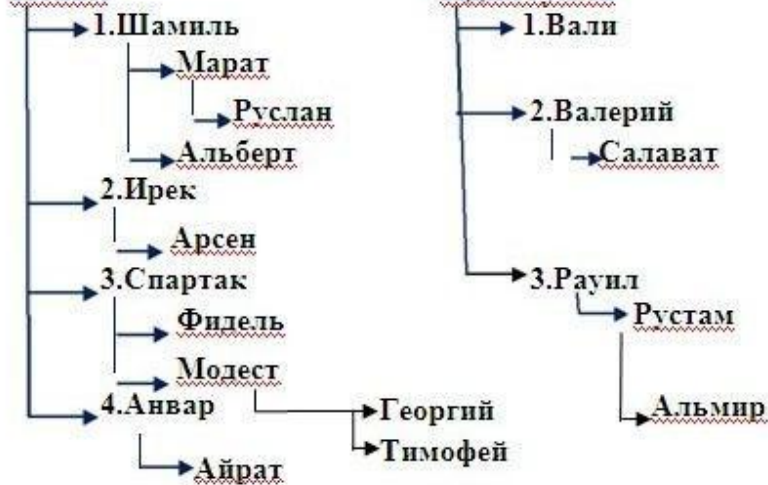 1.Шамиль
Марат
Руслан
Альберт
2.Ирек
Арсен
3.Спартак
Фидель
Модест
Георгий
Тимофей
4.Анвар
Айрат
1.Вали
2.Валерий
Салават
3.Рауил
Рустам
Альмир